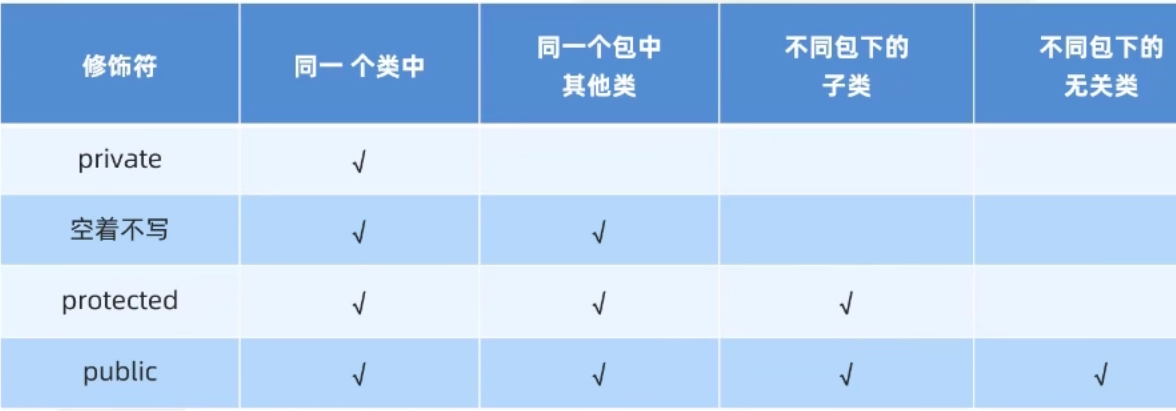 修饰符 同一 个类中 同一个包中 不同包下的 不同包下的
其他类 子类 无关类
private √
空着不写 √ √
protected √ √ √
public √ √ √ √